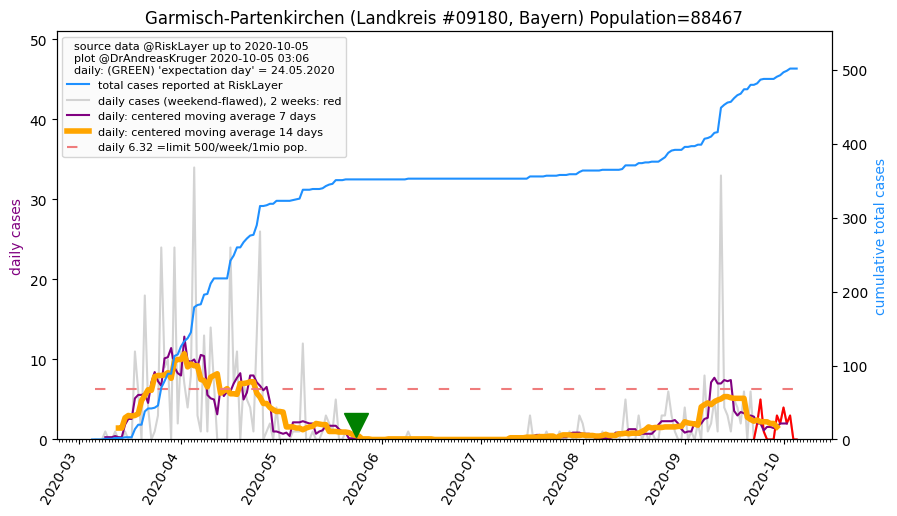 Garmisch-Partenkirchen (Landkreis #09180, Bayern) Population=88467
source data @RiskLayer up to 2020-10-05
plot @DrAndreasKruger 2020-10-05 03:06
daily: (GREEN) 'expectation day' = 24.05.2020
total cases reported at RiskLayer
daily cases (weekend-flawed), 2 weeks: red
daily: centered moving average 7 days
daily: centered moving average 14 days
daily 6.32 =limit 500/week/1mio pop.
daily cases
50
40
30
20
10
0
cumulative total cases
500
400
300
200
100
0
2020-03
2020-04
2020-05
2020-06
2020-07
2020-08
2020-09
2020-10